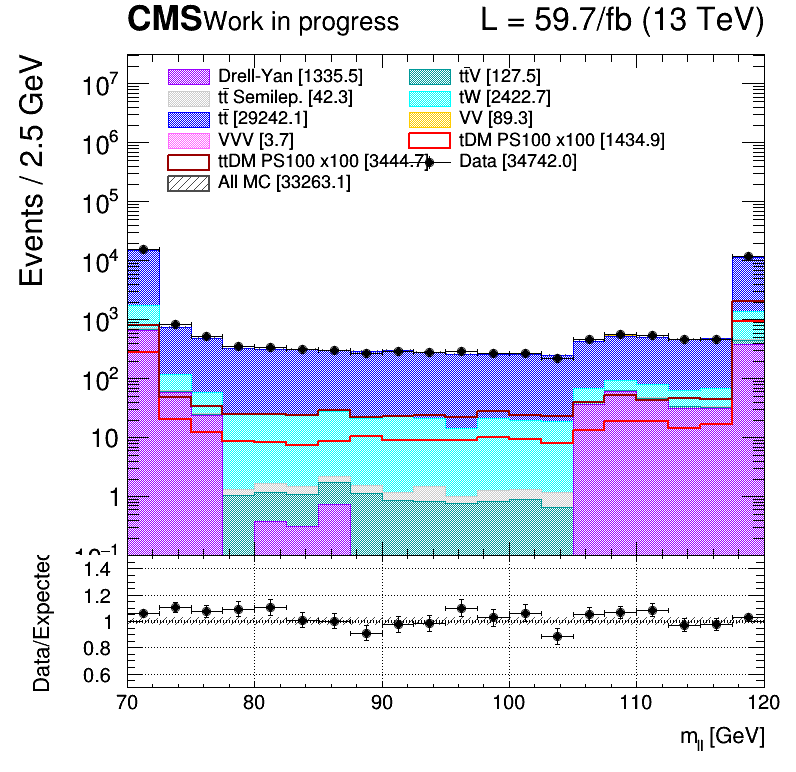 CMS Work in progress L = 59.7/fb (13 TeV)
Events / 2.5 GeV
Drell-Yan [1335.5] tt̄V [127.5]
tt̄ Semilep. [42.3] tW [2422.7]
tt̄ [29242.1] VV [89.3]
VVV [3.7] tDM PS100 x100 [1434.9]
ttDM PS100 x100 [3444.7] Data [34742.0]
All MC [33263.1]
10⁷
10⁶
10⁵
10⁴
10³
10²
10
1
10⁻¹
Data/Expected
1.4
1.2
1
0.8
0.6
70 80 90 100 110 120
m_ll [GeV]